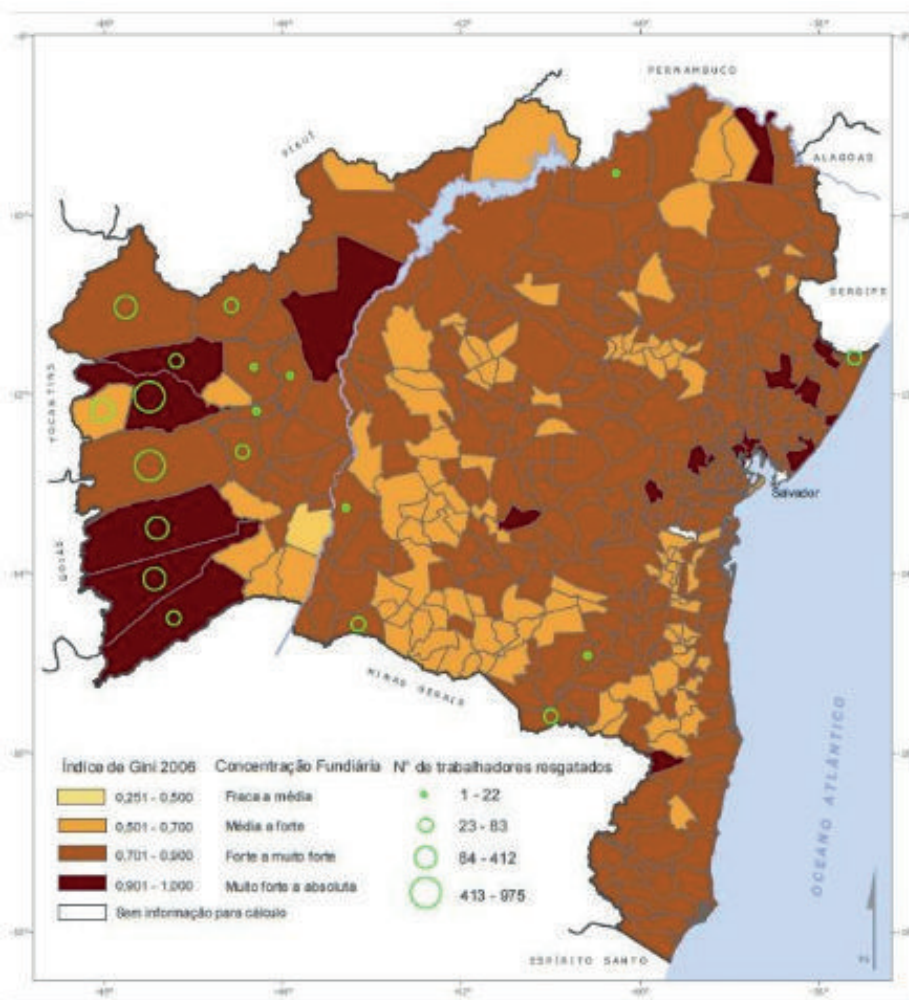 PERNAMBUCO
PIAUÍ
ALAGOAS
SERGIPE
TOCANTINS
Salvador
GOIÁS
MINAS GERAIS
OCEANO ATLÂNTICO
Índice de Gini 2006 Concentração Fundiária N° de trabalhadores resgatados
0,251 - 0,500 Fraca a média 1 - 22
0,501 - 0,700 Média a forte 23 - 83
0,701 - 0,900 Forte a muito forte 84 - 412
0,901 - 1,000 Muito forte a absoluta 413 - 975
Sem informação para cálculo
ESPÍRITO SANTO